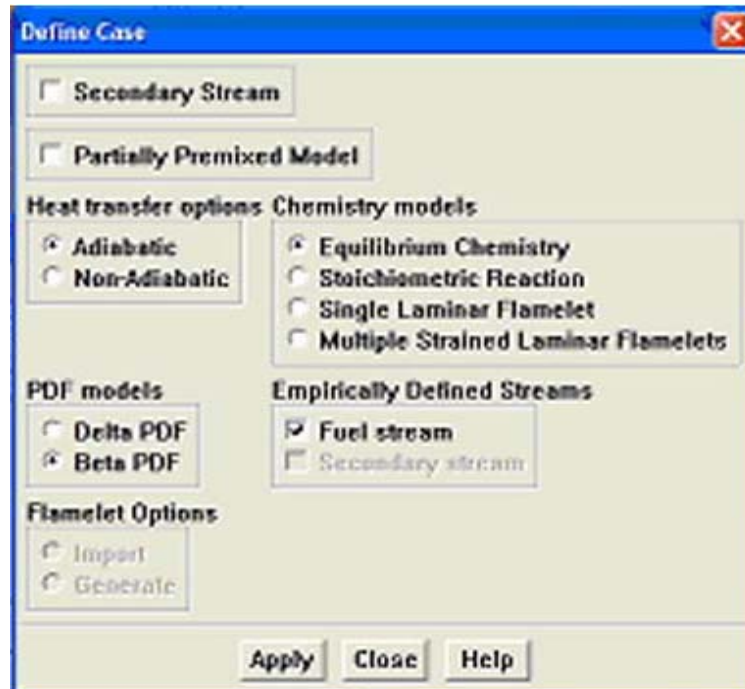 Define Case
Secondary Stream
Partially Premixed Model
Heat transfer options Chemistry models
Adiabatic
Non-Adiabatic
Equilibrium Chemistry
Stoichiometric Reaction
Single Laminar Flamelet
Multiple Strained Laminar Flamelets
PDF models
Delta PDF
Beta PDF
Empirically Defined Streams
Fuel stream
Secondary stream
Flamelet Options
Import
Generate
Apply Close Help